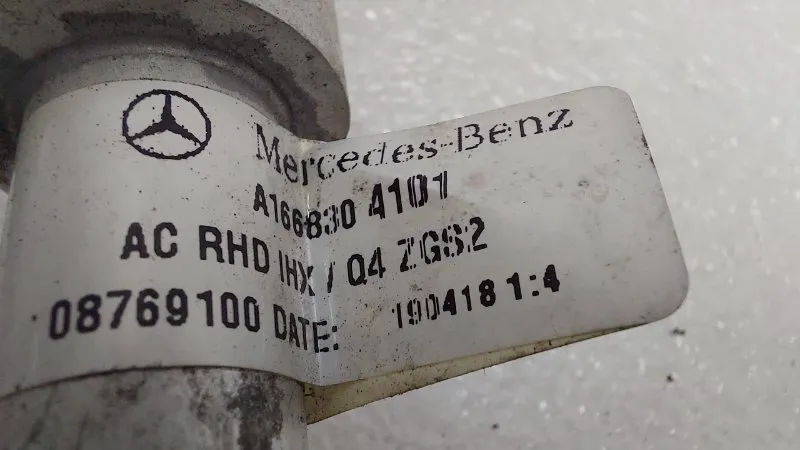 Mercedes-Benz
A166830 4101
AC RHD IHX / Q4 ZGS2
08769100 DATE: 190418 1:4